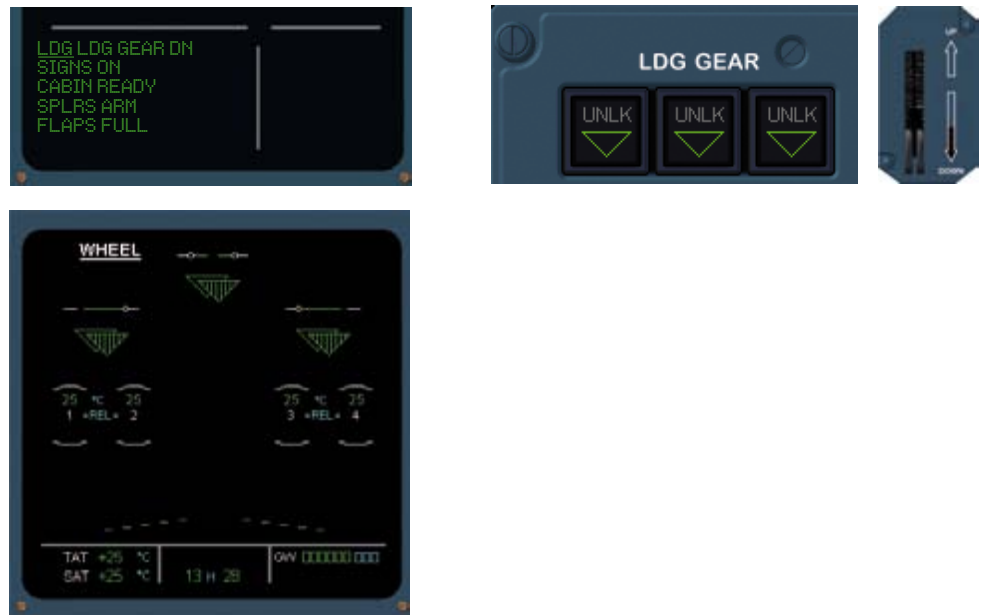 LDG LDG GEAR DN
SIGNS ON
CABIN READY
SPLRS ARM
FLAPS FULL
LDG GEAR
UNLK UNLK UNLK
UP
DOWN
WHEEL
25 °C 25 25 °C 25
1 REL 2 3 REL 4
TAT +25 °C GW
SAT +25 °C 13 H 28